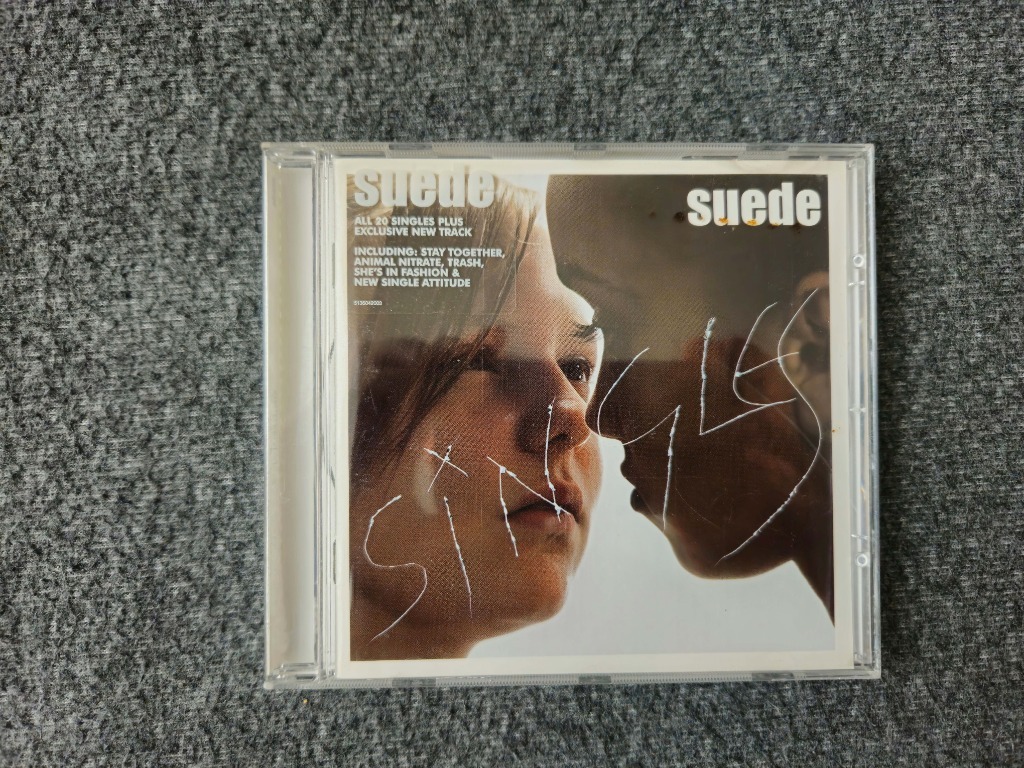 suede
ALL 20 SINGLES PLUS
EXCLUSIVE NEW TRACK
INCLUDING: STAY TOGETHER,
ANIMAL NITRATE, TRASH,
SHE'S IN FASHION &
NEW SINGLE ATTITUDE
suede
SINGLES